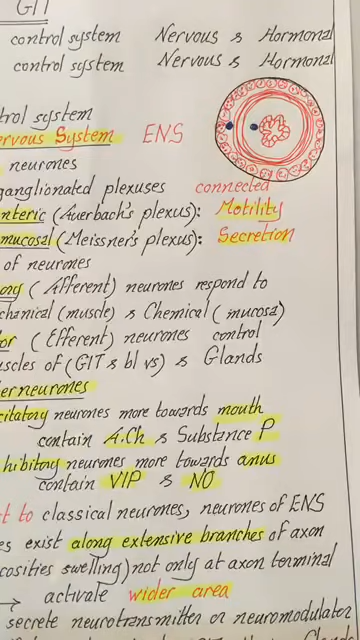 GIT
control system Nervous & Hormonal
control system Nervous & Hormonal
trol system
ervous System ENS
neurones
ganglionated plexuses connected
enteric (Auerbach's plexus): Motility
mucosal (Meissner's plexus): Secretion
of neurones
ory (Afferent) neurones respond to
chanical (muscle) & Chemical (mucosa)
or (Efferent) neurones control
uscles of (GIT & bl vs) & Glands
erneurones
citatory neurones more towards mouth
contain A.Ch & Substance P
hibitory neurones more towards anus
contain VIP & NO
st to classical neurones, neurones of ENS
es exist along extensive branches of axon
cosities swelling) not only at axon terminal
→ activate wider area
secrete neurotransmitter or neuromodulator